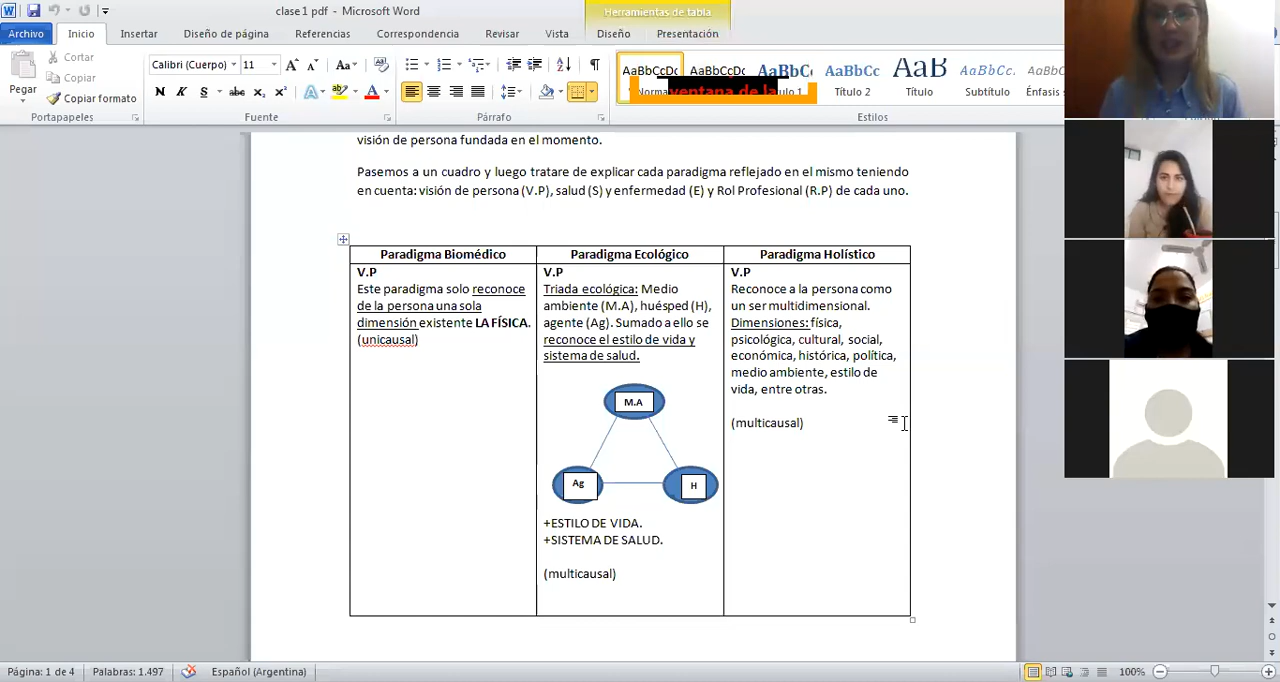 clase 1 pdf - Microsoft Word
Herramientas de tabla
Archivo Inicio Insertar Diseño de página Referencias Correspondencia Revisar Vista Diseño Presentación
Cortar
Copiar
Copiar formato
Pegar
Portapapeles
Calibri (Cuerpo) 11
N K S abc x₂ x²
Fuente
Párrafo
AaBbCcDc AaBbCcDc AaBbC AaBbCc AaB AaBbCc
ventana de la
Título 2 Título Subtítulo Énfasis
Estilos
visión de persona fundada en el momento.
Pasemos a un cuadro y luego tratare de explicar cada paradigma reflejado en el mismo teniendo
en cuenta: visión de persona (V.P), salud (S) y enfermedad (E) y Rol Profesional (R.P) de cada uno.
Paradigma Biomédico
V.P
Este paradigma solo reconoce
de la persona una sola
dimensión existente LA FÍSICA.
(unicausal)
Paradigma Ecológico
V.P
Triada ecológica: Medio
ambiente (M.A), huésped (H),
agente (Ag). Sumado a ello se
reconoce el estilo de vida y
sistema de salud.
M.A
Ag
H
+ESTILO DE VIDA.
+SISTEMA DE SALUD.
(multicausal)
Paradigma Holístico
V.P
Reconoce a la persona como
un ser multidimensional.
Dimensiones: física,
psicológica, cultural, social,
económica, histórica, política,
medio ambiente, estilo de
vida, entre otras.
(multicausal)
Página: 1 de 4 Palabras: 1.497 Español (Argentina) 100%